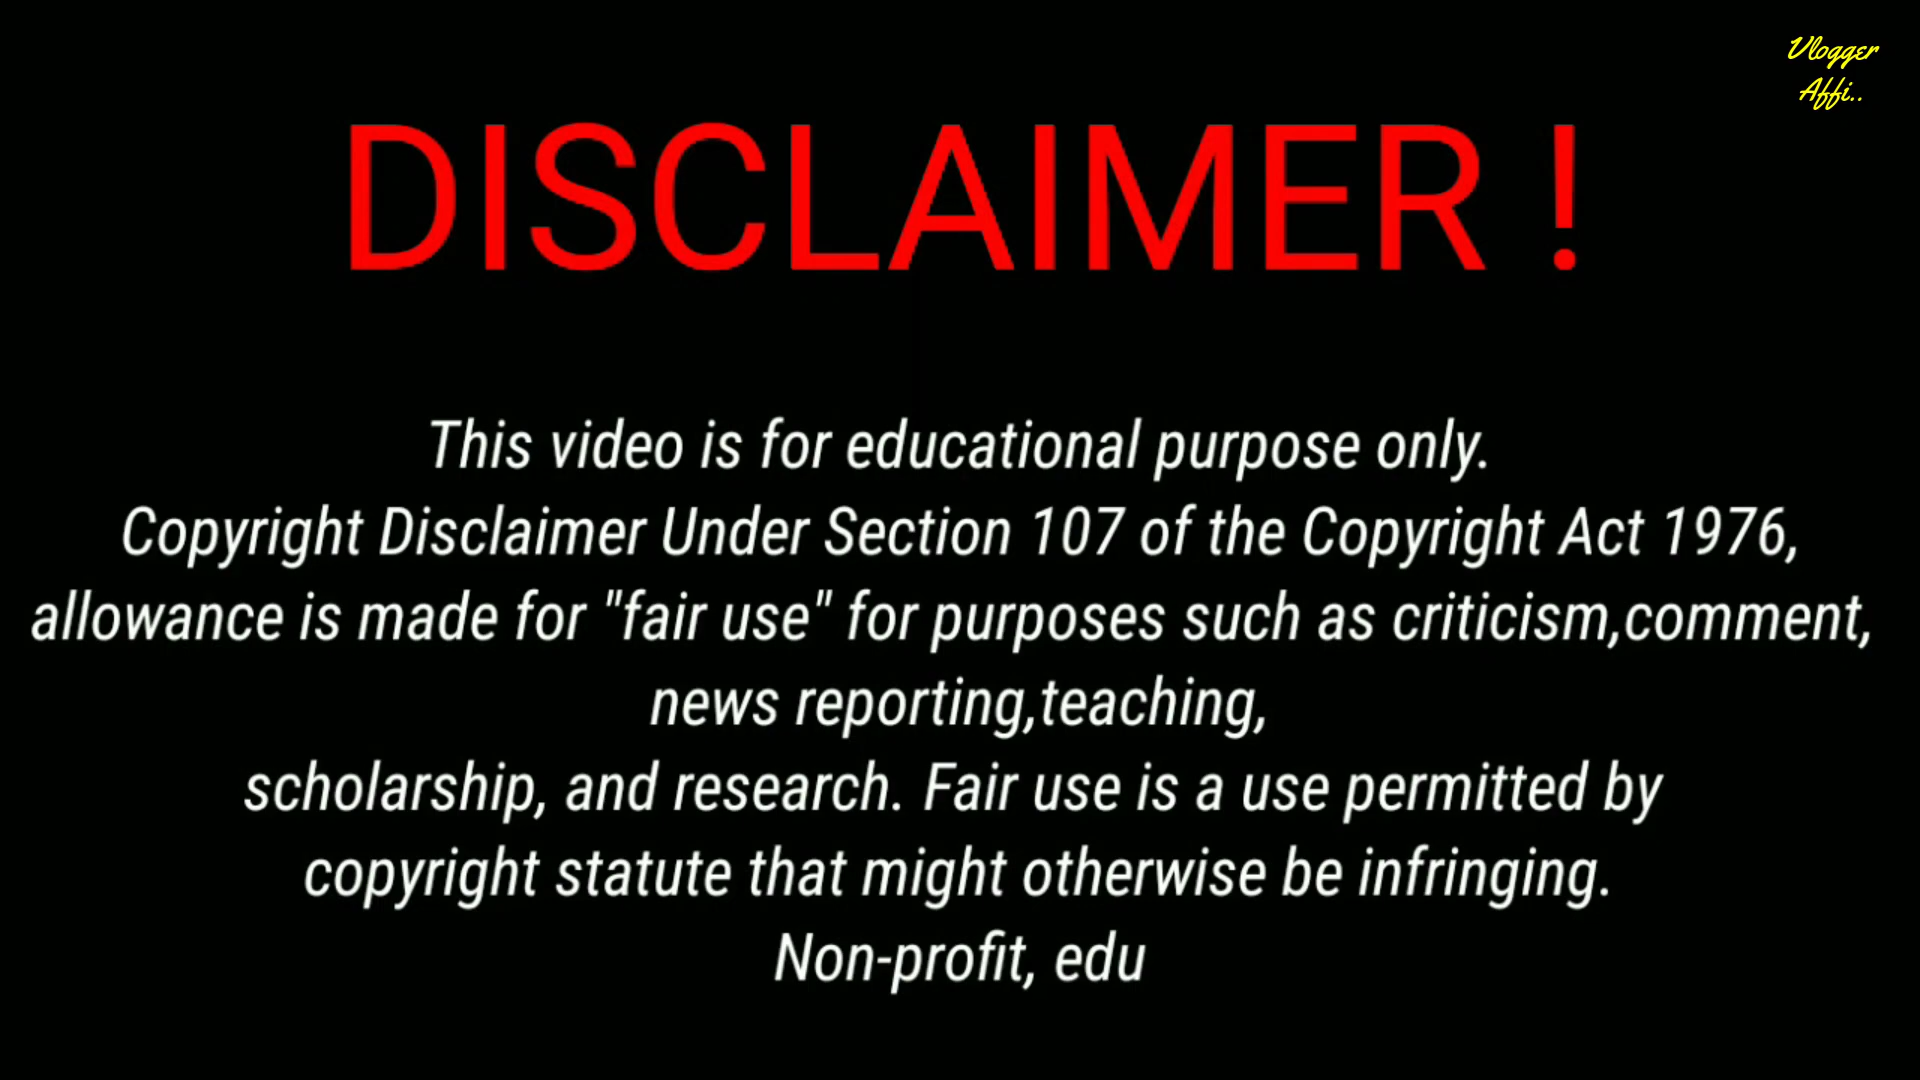 Vlogger
Affi..
DISCLAIMER !
This video is for educational purpose only.
Copyright Disclaimer Under Section 107 of the Copyright Act 1976,
allowance is made for "fair use" for purposes such as criticism,comment,
news reporting,teaching,
scholarship, and research. Fair use is a use permitted by
copyright statute that might otherwise be infringing.
Non-profit, edu